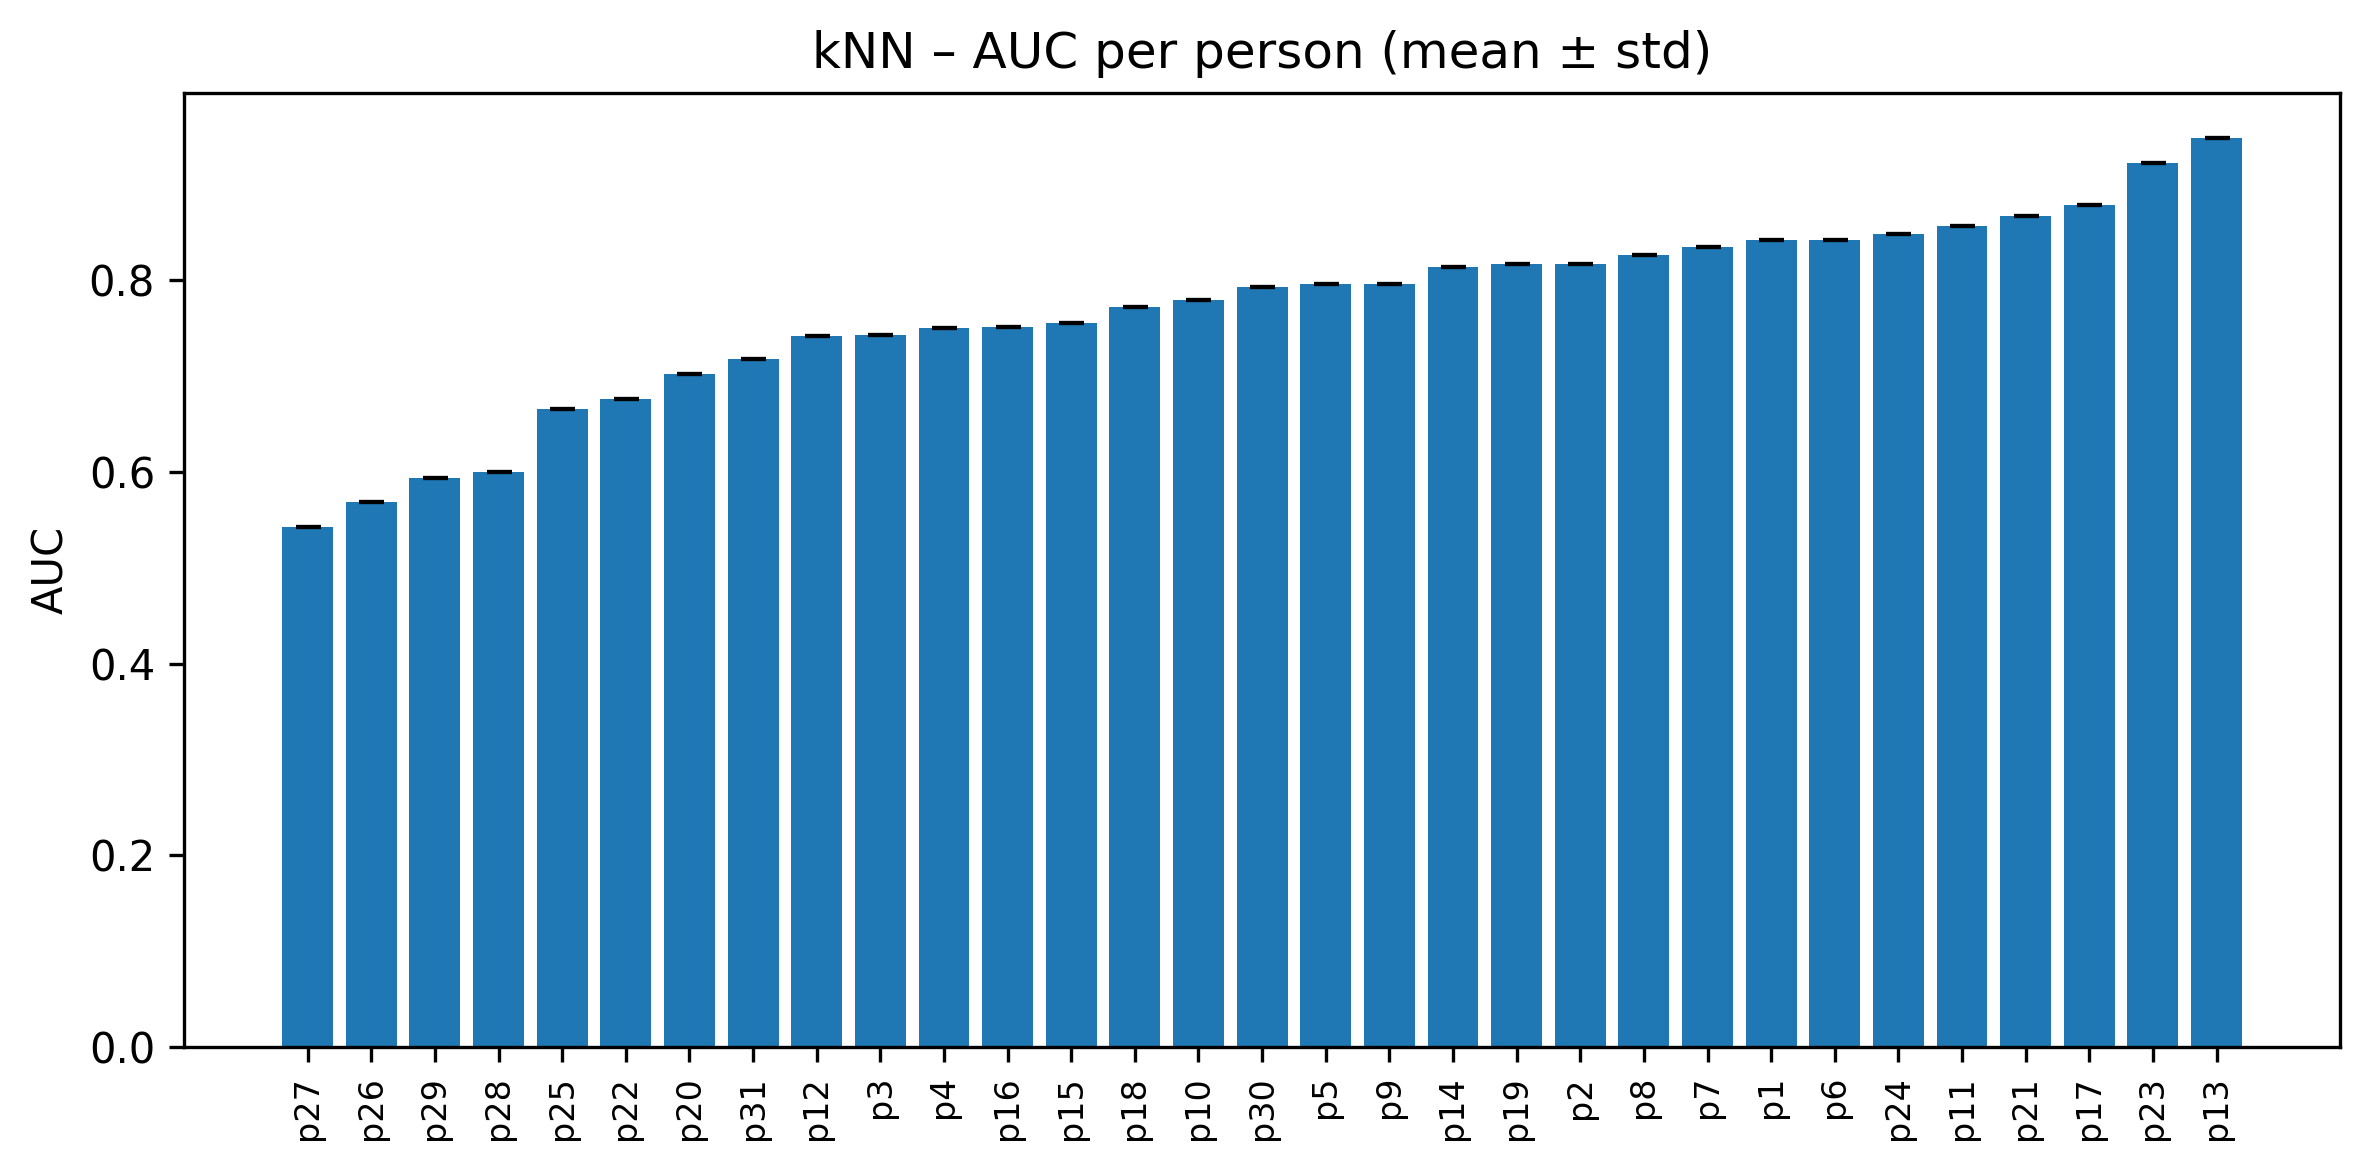 kNN – AUC per person (mean ± std)
AUC
0.8
0.6
0.4
0.2
0.0
p27 p26 p29 p28 p25 p22 p20 p31 p12 p3 p4 p16 p15 p18 p10 p30 p5 p9 p14 p19 p2 p8 p7 p1 p6 p24 p11 p21 p17 p23 p13